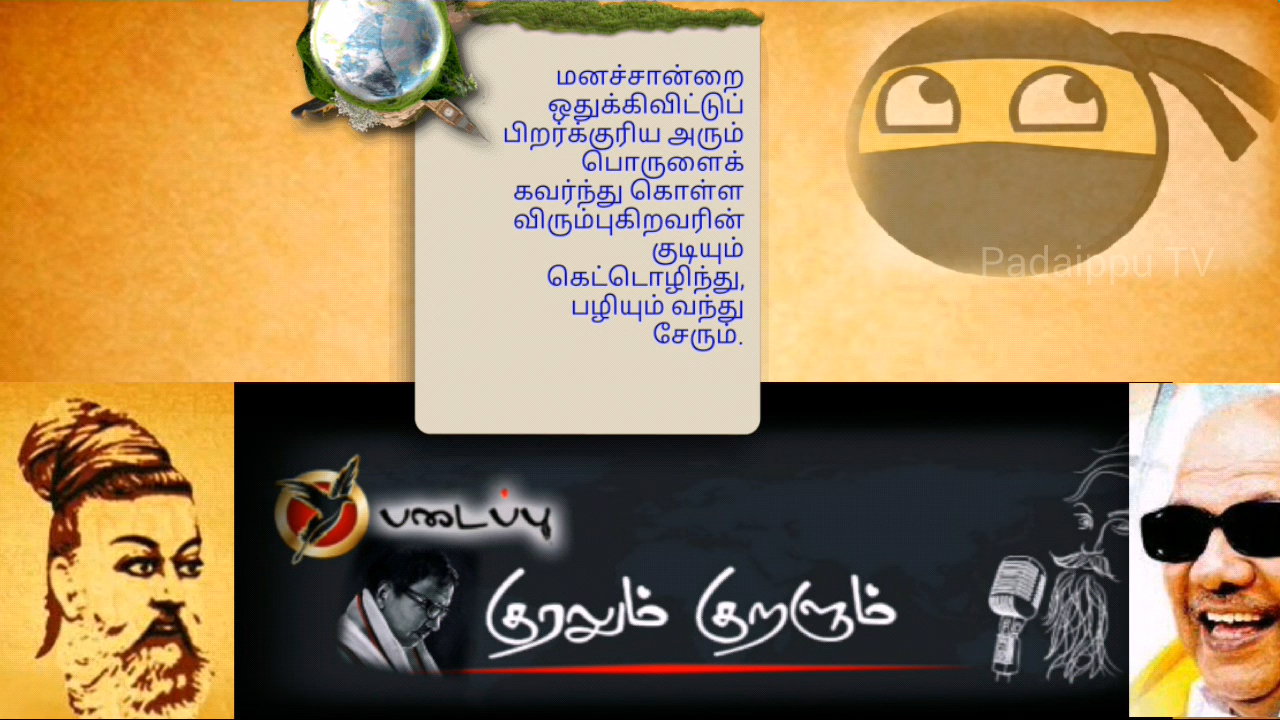 மனச்சான்றை
ஒதுக்கிவிட்டுப்
பிறர்க்குரிய அரும்
பொருளைக்
கவர்ந்து கொள்ள
விரும்புகிறவரின்
குடியும்
கெட்டொழிந்து,
பழியும் வந்து
சேரும்.
Padaippu TV
படைப்பு
குரலும் குறளும்